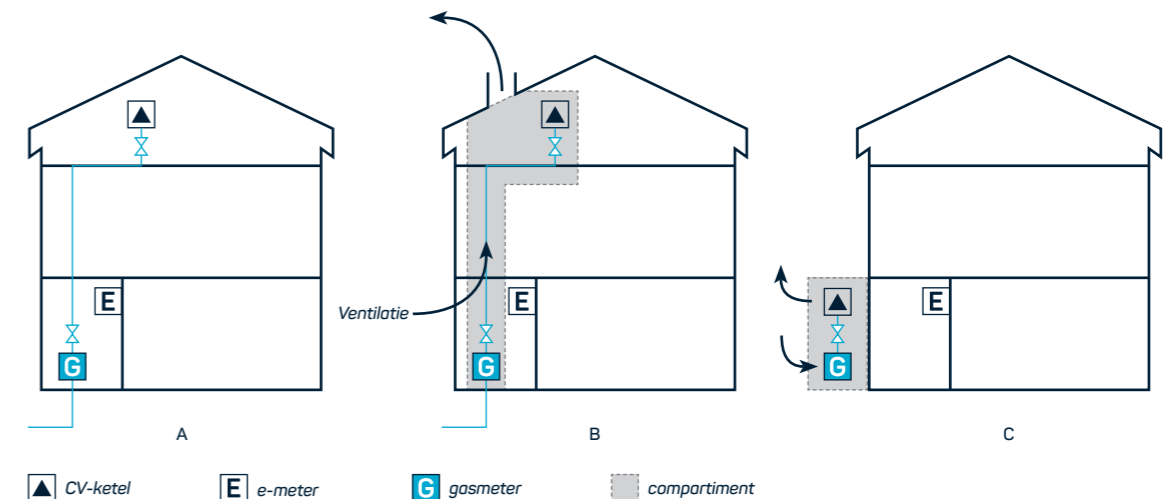 E
G
A
Ventilatie
E
G
B
E
G
C
CV-ketel
E e-meter
G gasmeter
compartiment